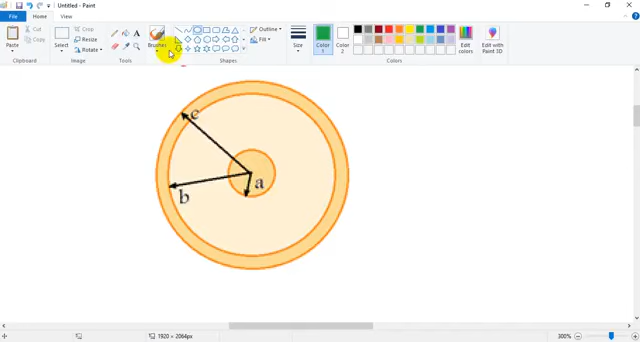 Untitled - Paint
File
Home
View
Paste
Cut
Copy
Clipboard
Select
Crop
Resize
Rotate
Image
Tools
Brushes
Outline
Fill
Shapes
Size
Color 1
Color 2
Edit colors
Edit with Paint 3D
Colors
c
a
b
1920 × 2064px
300%